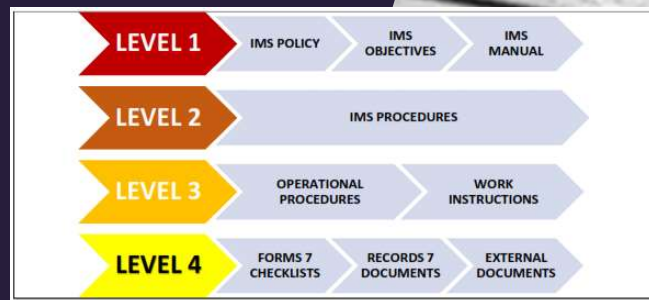 LEVEL 1
IMS POLICY
IMS
OBJECTIVES
IMS
MANUAL
LEVEL 2
IMS PROCEDURES
LEVEL 3
OPERATIONAL
PROCEDURES
WORK
INSTRUCTIONS
LEVEL 4
FORMS 7
CHECKLISTS
RECORDS 7
DOCUMENTS
EXTERNAL
DOCUMENTS